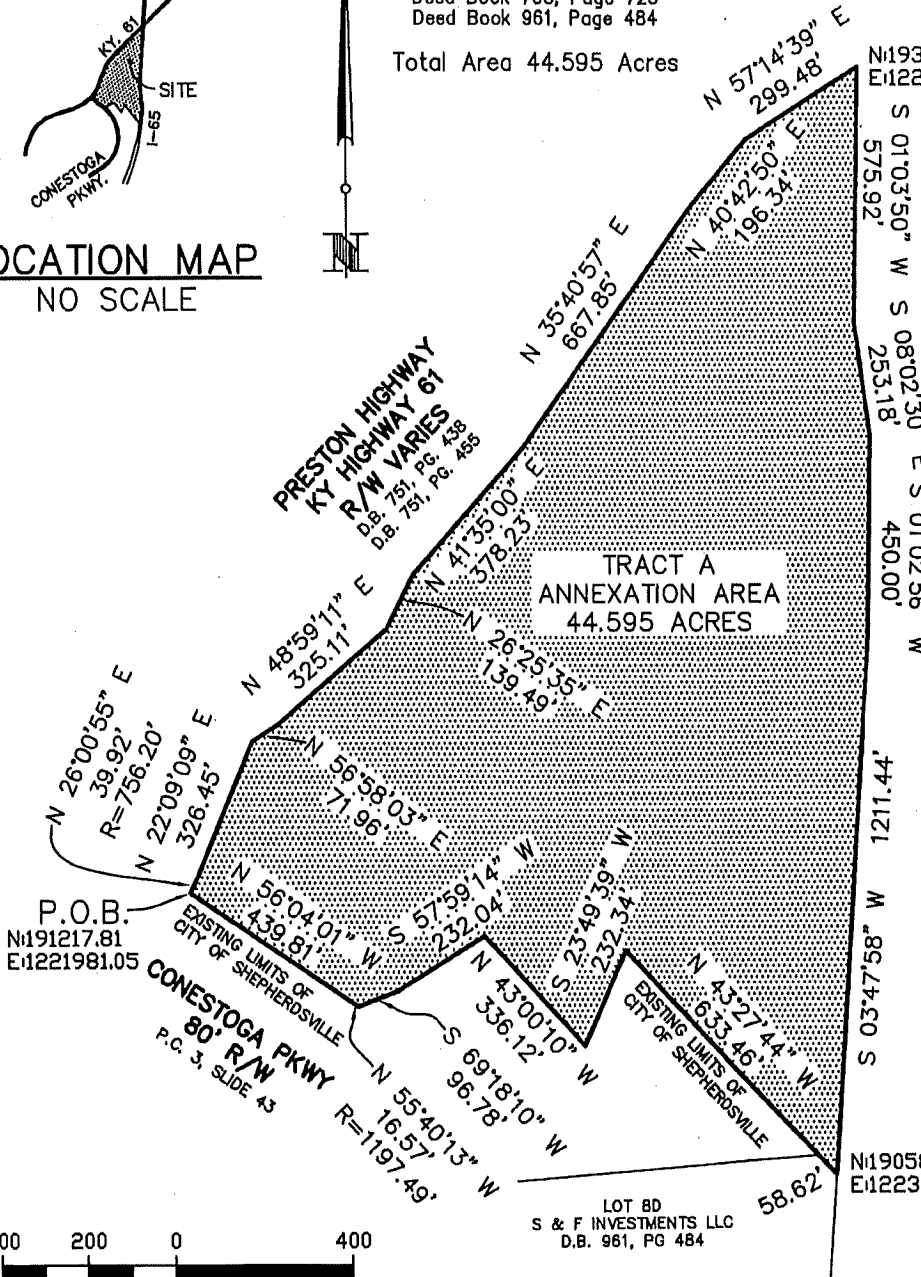 Deed Book 961, Page 484
Total Area 44.595 Acres
KY. 61
SITE
I-65
CONESTOGA
PKWY.
LOCATION MAP
NO SCALE
N
N 57°14'39" E
299.48'
N 40°42'50" E
196.34'
N 35°40'57" E
667.85'
S 01°03'50" W
575.92'
S 08°02'30" E
253.18'
S 01°02'56" W
450.00'
PRESTON HIGHWAY
KY HIGHWAY 61
R/W VARIES
D.B. 751, PG. 438
D.B. 751, PG. 455
N 41°35'00" E
378.23'
TRACT A
ANNEXATION AREA
44.595 ACRES
N 48°59'11" E
325.11'
N 26°25'35" E
139.49'
N 26°00'55" E
39.92'
R=756.20'
N 22°09'09" E
326.45'
N 56°58'03" E
71.96'
S 03°47'58" W 1211.44'
P.O.B.
N:191217.81
E:1221981.05
N 56°04'01" W
439.81'
EXISTING LIMITS OF
CITY OF SHEPHERDSVILLE
S 57°59'14" W
232.04'
S 23°49'39" W
232.34'
N 43°00'10" W
336.12'
N 43°27'44" W
633.46'
EXISTING LIMITS OF
CITY OF SHEPHERDSVILLE
CONESTOGA PKWY
80' R/W
P.C. 3, SLIDE 43
S 69°18'10" W
96.78'
N 55°40'13" W
16.57'
R=1197.49'
58.62'
LOT 8D
S & F INVESTMENTS LLC
D.B. 961, PG 484
200 0 400